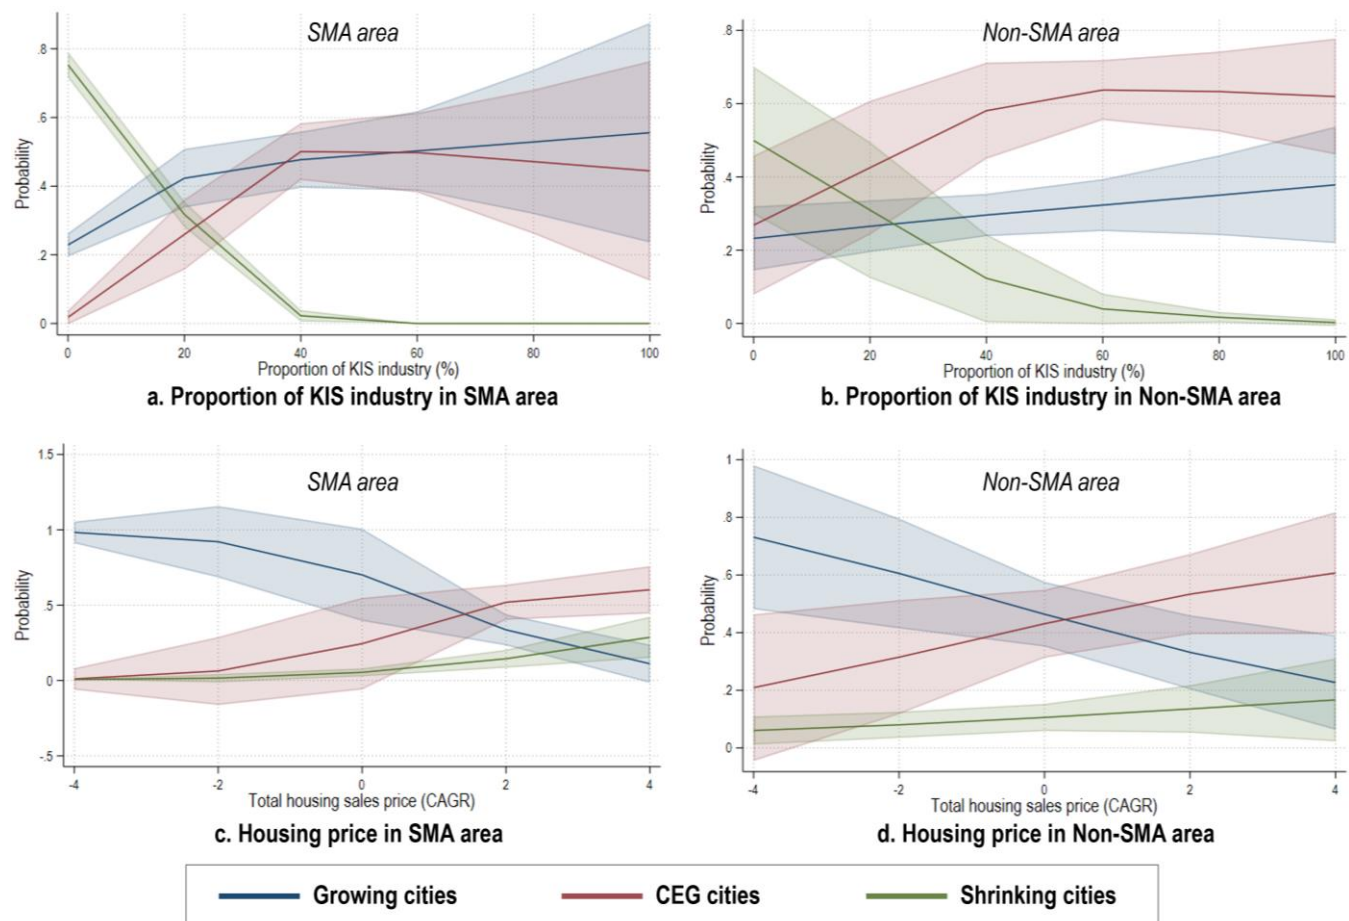 SMA area
Probability
.8
.6
.4
.2
0
0 20 40 60 80 100
Proportion of KIS industry (%)
a. Proportion of KIS industry in SMA area
Non-SMA area
Probability
.8
.6
.4
.2
0
0 20 40 60 80 100
Proportion of KIS industry (%)
b. Proportion of KIS industry in Non-SMA area
SMA area
Probability
1.5
1
.5
0
-.5
-4 -2 0 2 4
Total housing sales price (CAGR)
c. Housing price in SMA area
Non-SMA area
Probability
1
.8
.6
.4
.2
0
-4 -2 0 2 4
Total housing sales price (CAGR)
d. Housing price in Non-SMA area
Growing cities CEG cities Shrinking cities